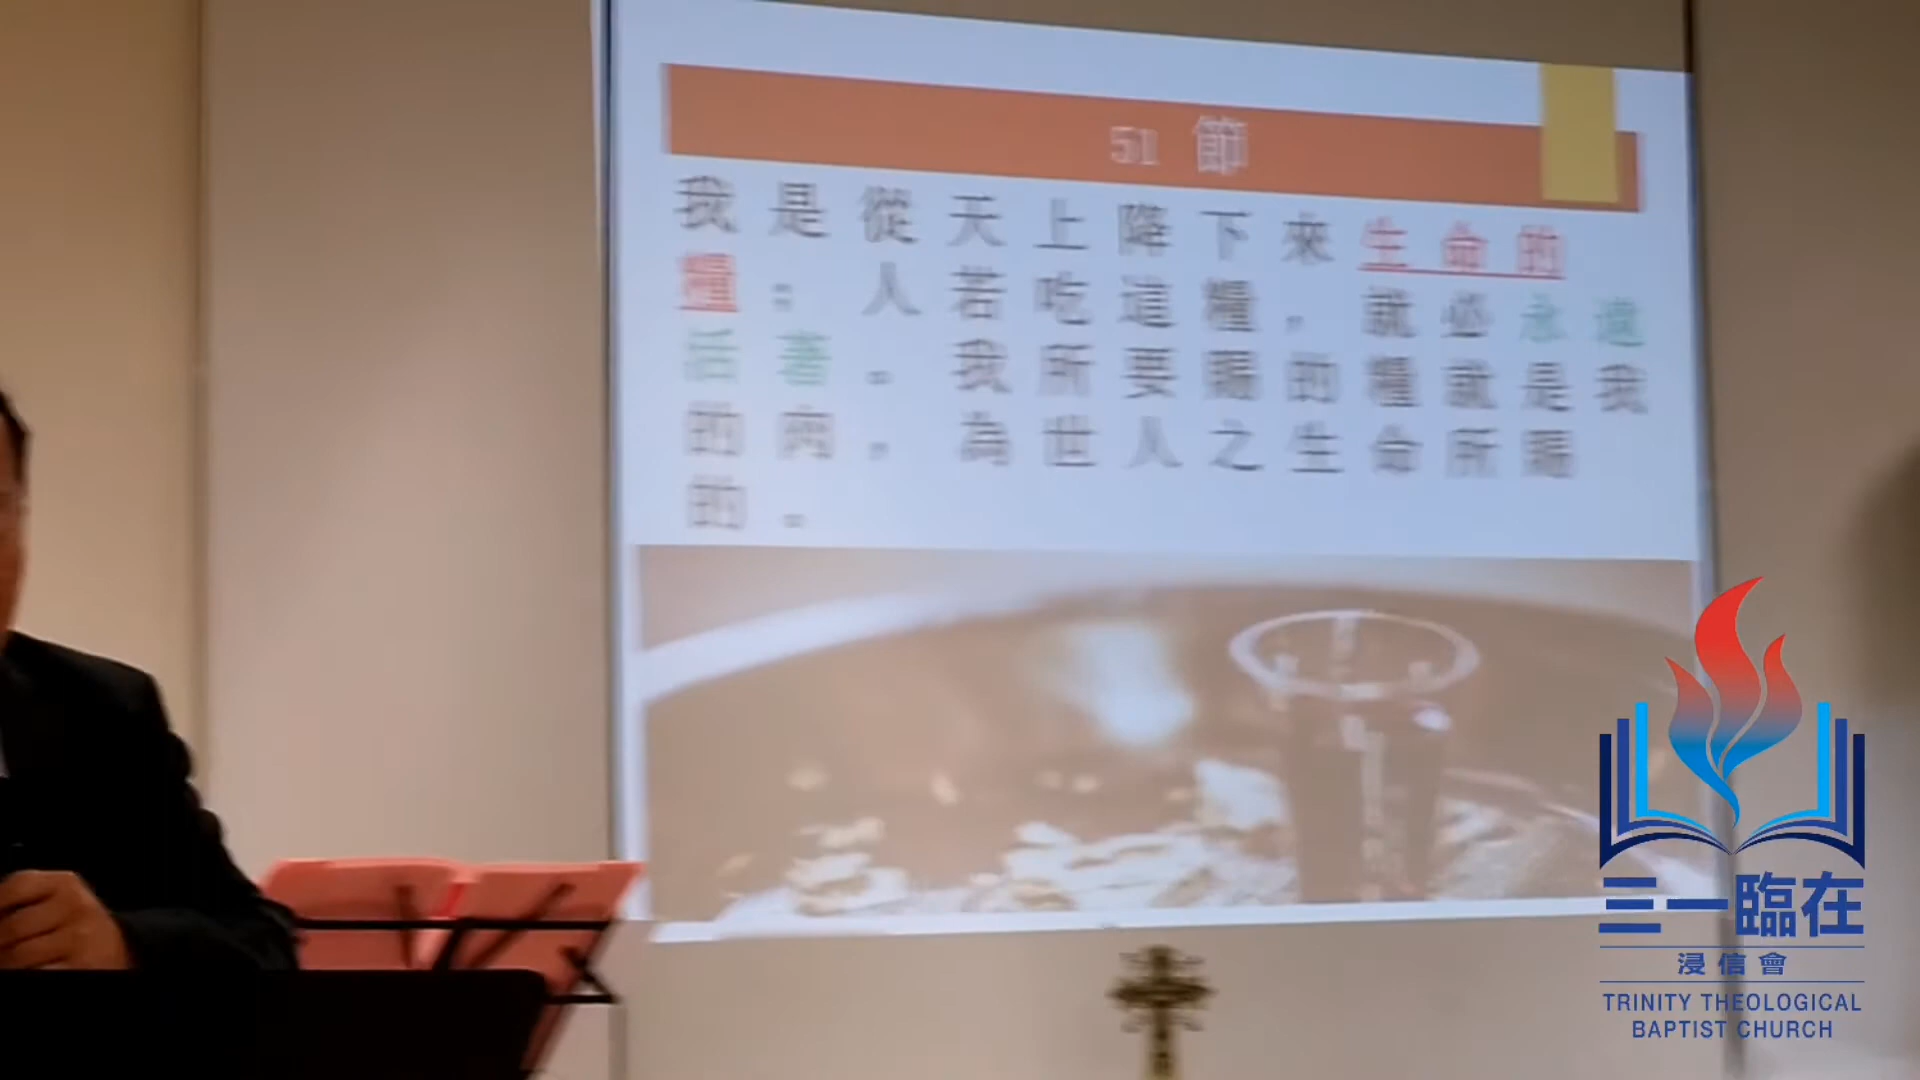 51 節
我是從天上降下來生命的
糧；人若吃這糧，就必永遠
活著。我所要賜的糧就是我
的肉，為世人之生命所賜
的。
三一臨在
浸信會
TRINITY THEOLOGICAL
BAPTIST CHURCH